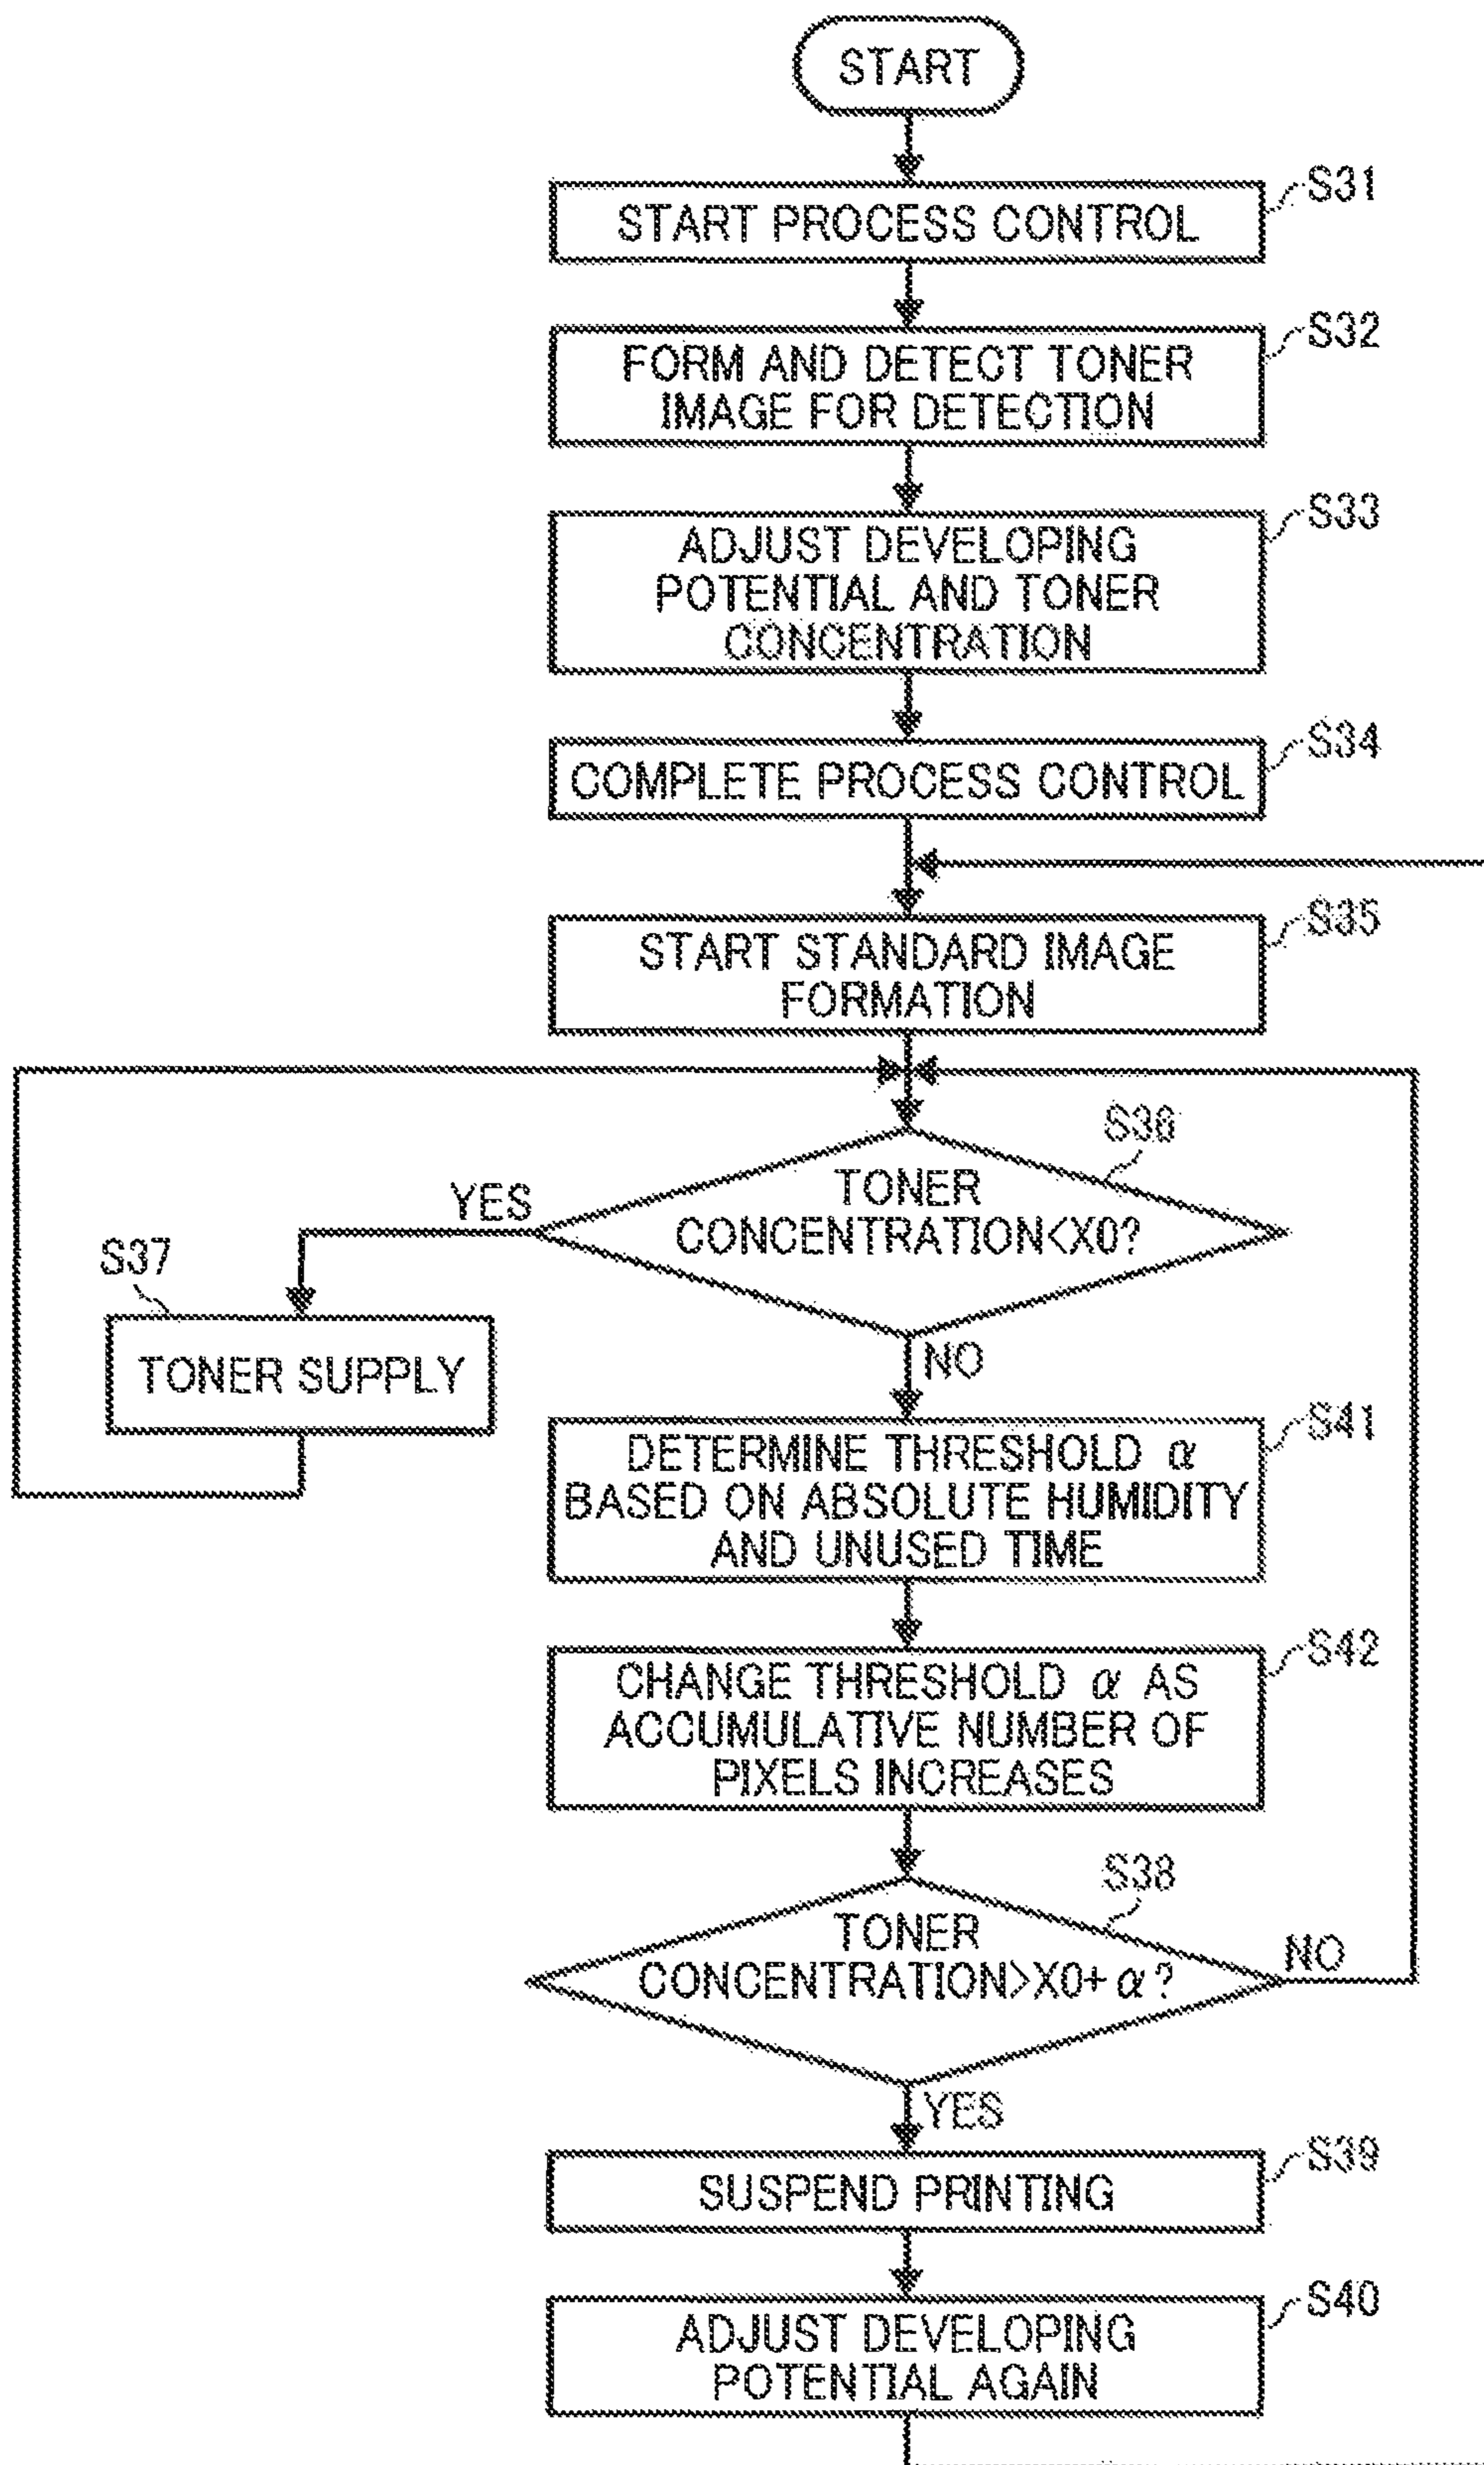 START
START PROCESS CONTROL
S31
FORM AND DETECT TONER
IMAGE FOR DETECTION
S32
ADJUST DEVELOPING
POTENTIAL AND TONER
CONCENTRATION
S33
COMPLETE PROCESS CONTROL
S34
START STANDARD IMAGE
FORMATION
S35
S36
TONER
CONCENTRATION<X0?
YES
S37
TONER SUPPLY
NO
DETERMINE THRESHOLD α
BASED ON ABSOLUTE HUMIDITY
AND UNUSED TIME
S41
CHANGE THRESHOLD α AS
ACCUMULATIVE NUMBER OF
PIXELS INCREASES
S42
S38
TONER
CONCENTRATION>X0+α?
NO
YES
SUSPEND PRINTING
S39
ADJUST DEVELOPING
POTENTIAL AGAIN
S40